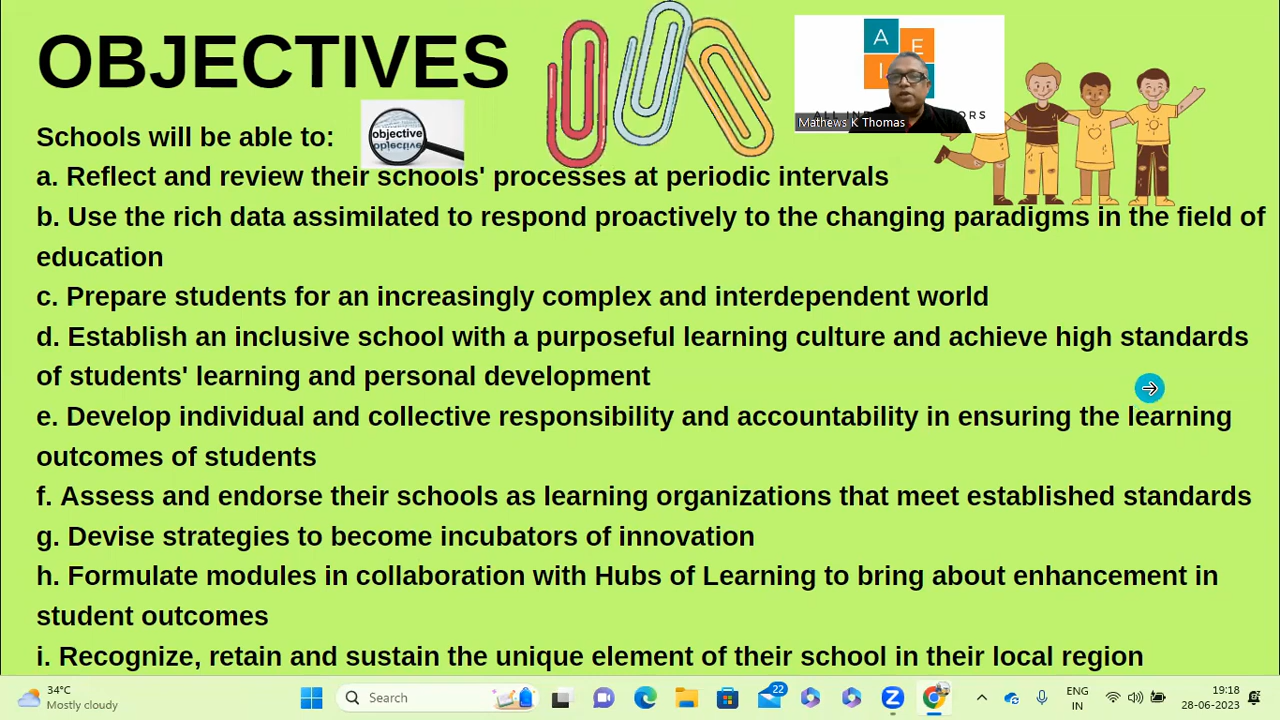 OBJECTIVES
A E
I
ALL IN
ORS
Mathews K Thomas
Schools will be able to:
objective
a. Reflect and review their schools' processes at periodic intervals
b. Use the rich data assimilated to respond proactively to the changing paradigms in the field of
education
c. Prepare students for an increasingly complex and interdependent world
d. Establish an inclusive school with a purposeful learning culture and achieve high standards
of students' learning and personal development
e. Develop individual and collective responsibility and accountability in ensuring the learning
outcomes of students
f. Assess and endorse their schools as learning organizations that meet established standards
g. Devise strategies to become incubators of innovation
h. Formulate modules in collaboration with Hubs of Learning to bring about enhancement in
student outcomes
i. Recognize, retain and sustain the unique element of their school in their local region
34°C
Mostly cloudy
Search
22
ENG
IN
19:18
28-06-2023